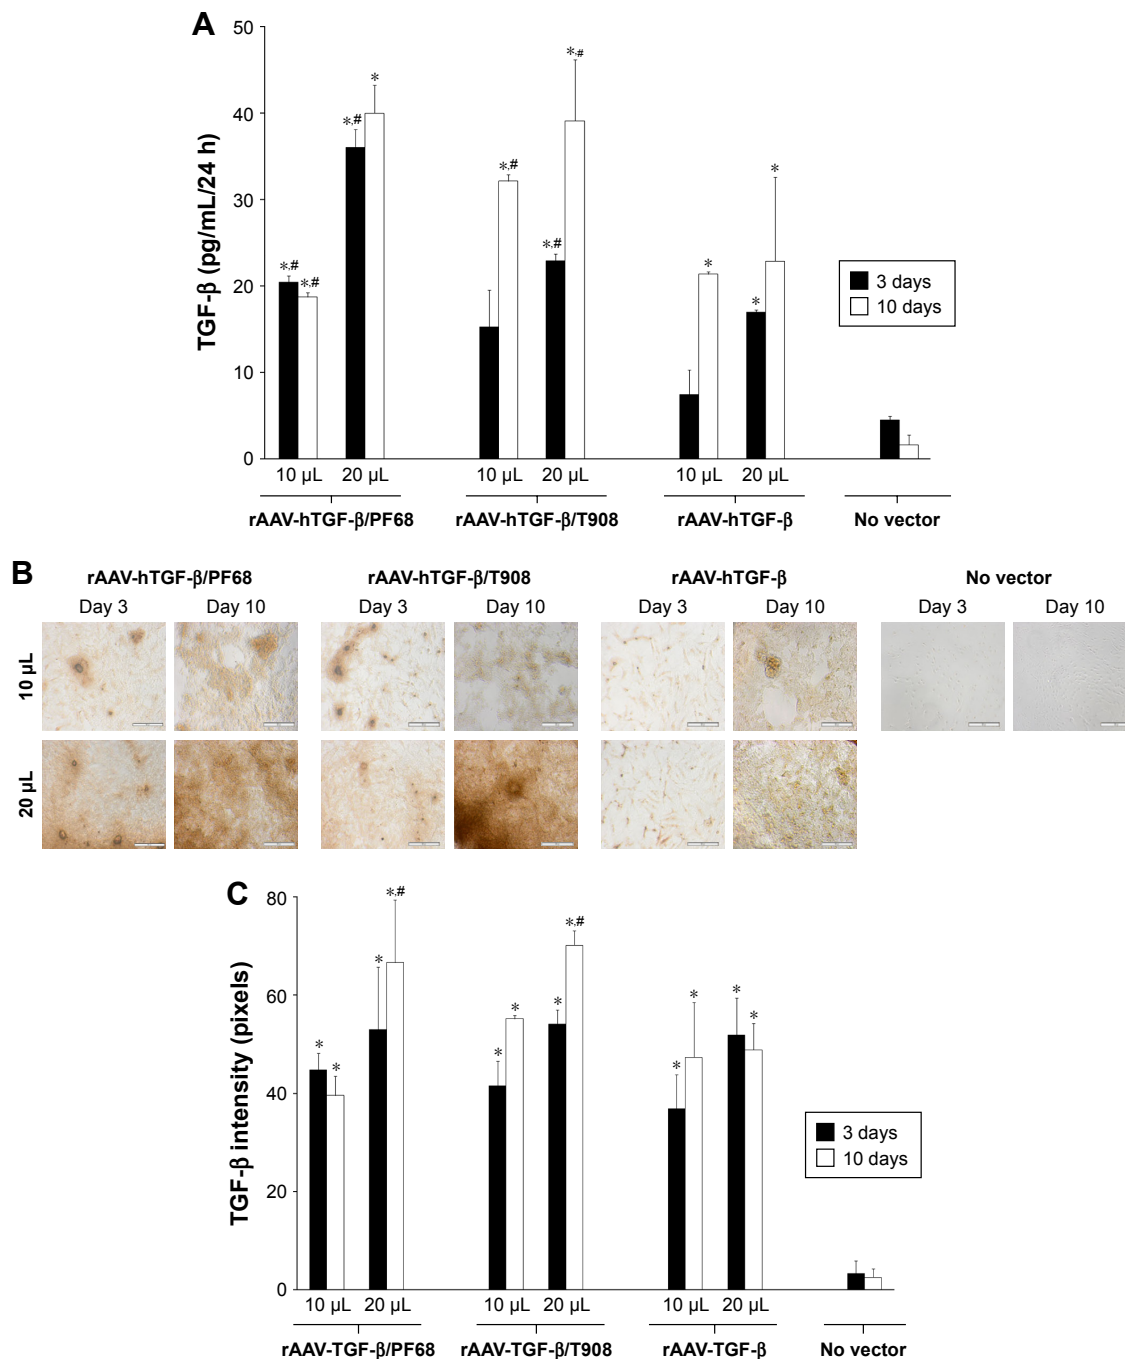 A
TGF-β (pg/mL/24 h)
50
40
30
20
10
0
*,# *,# *,# *
*,# *,# *,#
* * *
3 days
10 days
10 µL 20 µL 10 µL 20 µL 10 µL 20 µL
rAAV-hTGF-β/PF68 rAAV-hTGF-β/T908 rAAV-hTGF-β No vector
B
rAAV-hTGF-β/PF68 rAAV-hTGF-β/T908 rAAV-hTGF-β No vector
Day 3 Day 10 Day 3 Day 10 Day 3 Day 10 Day 3 Day 10
10 µL
20 µL
C
TGF-β intensity (pixels)
80
60
40
20
0
* * * *,#
* * * *,#
* * * *
3 days
10 days
10 µL 20 µL 10 µL 20 µL 10 µL 20 µL
rAAV-TGF-β/PF68 rAAV-TGF-β/T908 rAAV-TGF-β No vector